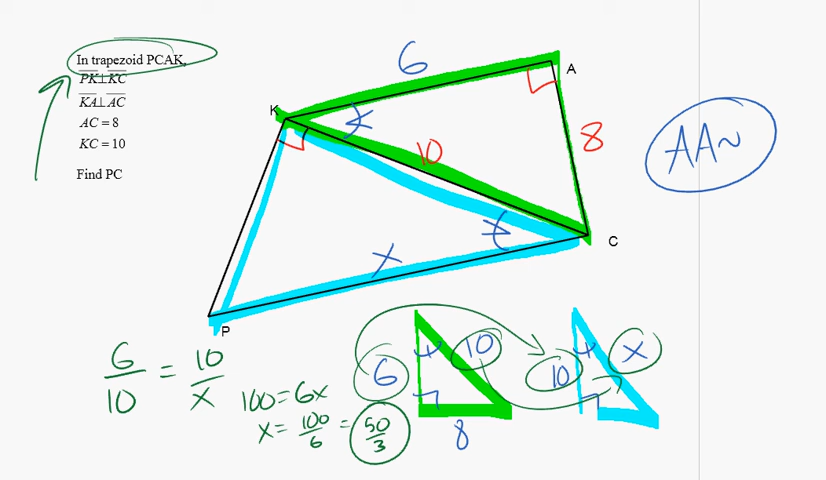 In trapezoid PCAK,
PK⊥KC
KA⊥AC
AC = 8
KC = 10
Find PC
6
A
K
10
8
AA~
C
x
P
6/10 = 10/x
100=6x
x = 100/6 = 50/3
6
10
8
10
x